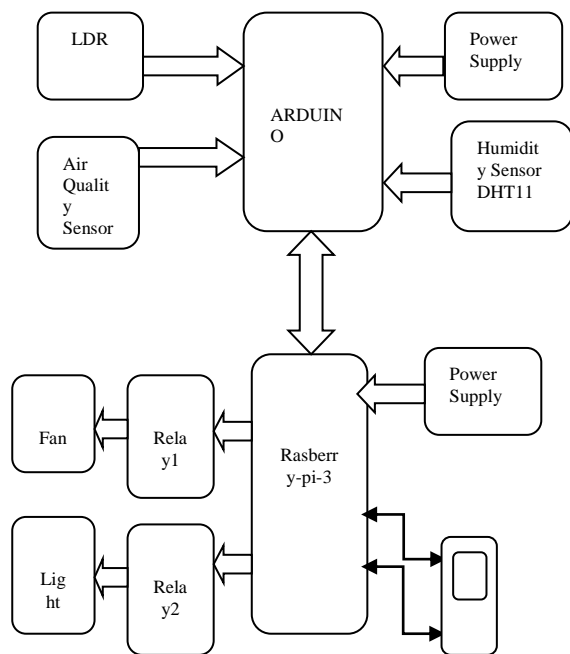 LDR
Power
Supply
ARDUIN
O
Air
Qualit
y
Sensor
Humidit
y Sensor
DHT11
Power
Supply
Fan
Rela
y1
Rasberr
y-pi-3
Lig
ht
Rela
y2